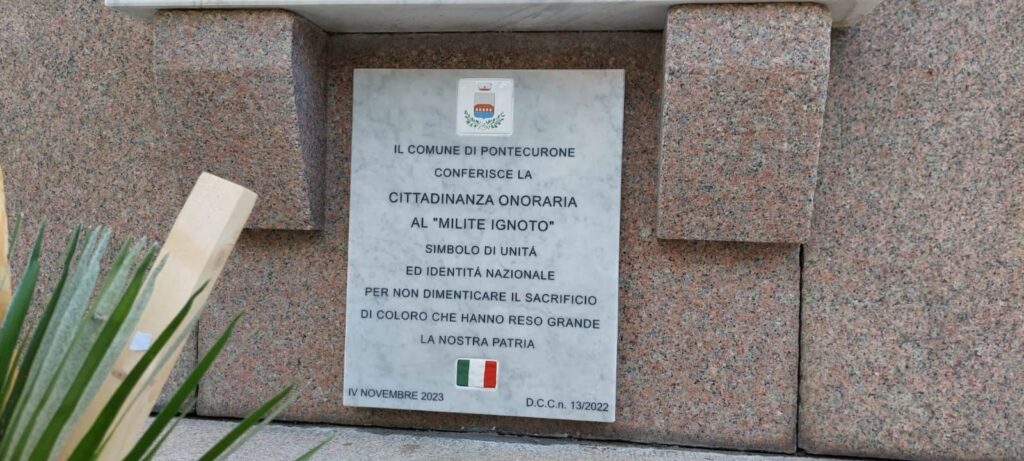 IL COMUNE DI PONTECURONE
CONFERISCE LA
CITTADINANZA ONORARIA
AL "MILITE IGNOTO"
SIMBOLO DI UNITÁ
ED IDENTITÁ NAZIONALE
PER NON DIMENTICARE IL SACRIFICIO
DI COLORO CHE HANNO RESO GRANDE
LA NOSTRA PATRIA
IV NOVEMBRE 2023
D.C.C.n. 13/2022